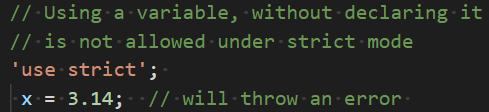 // Using a variable, without declaring it
// is not allowed under strict mode
'use strict';
x = 3.14;  // will throw an error